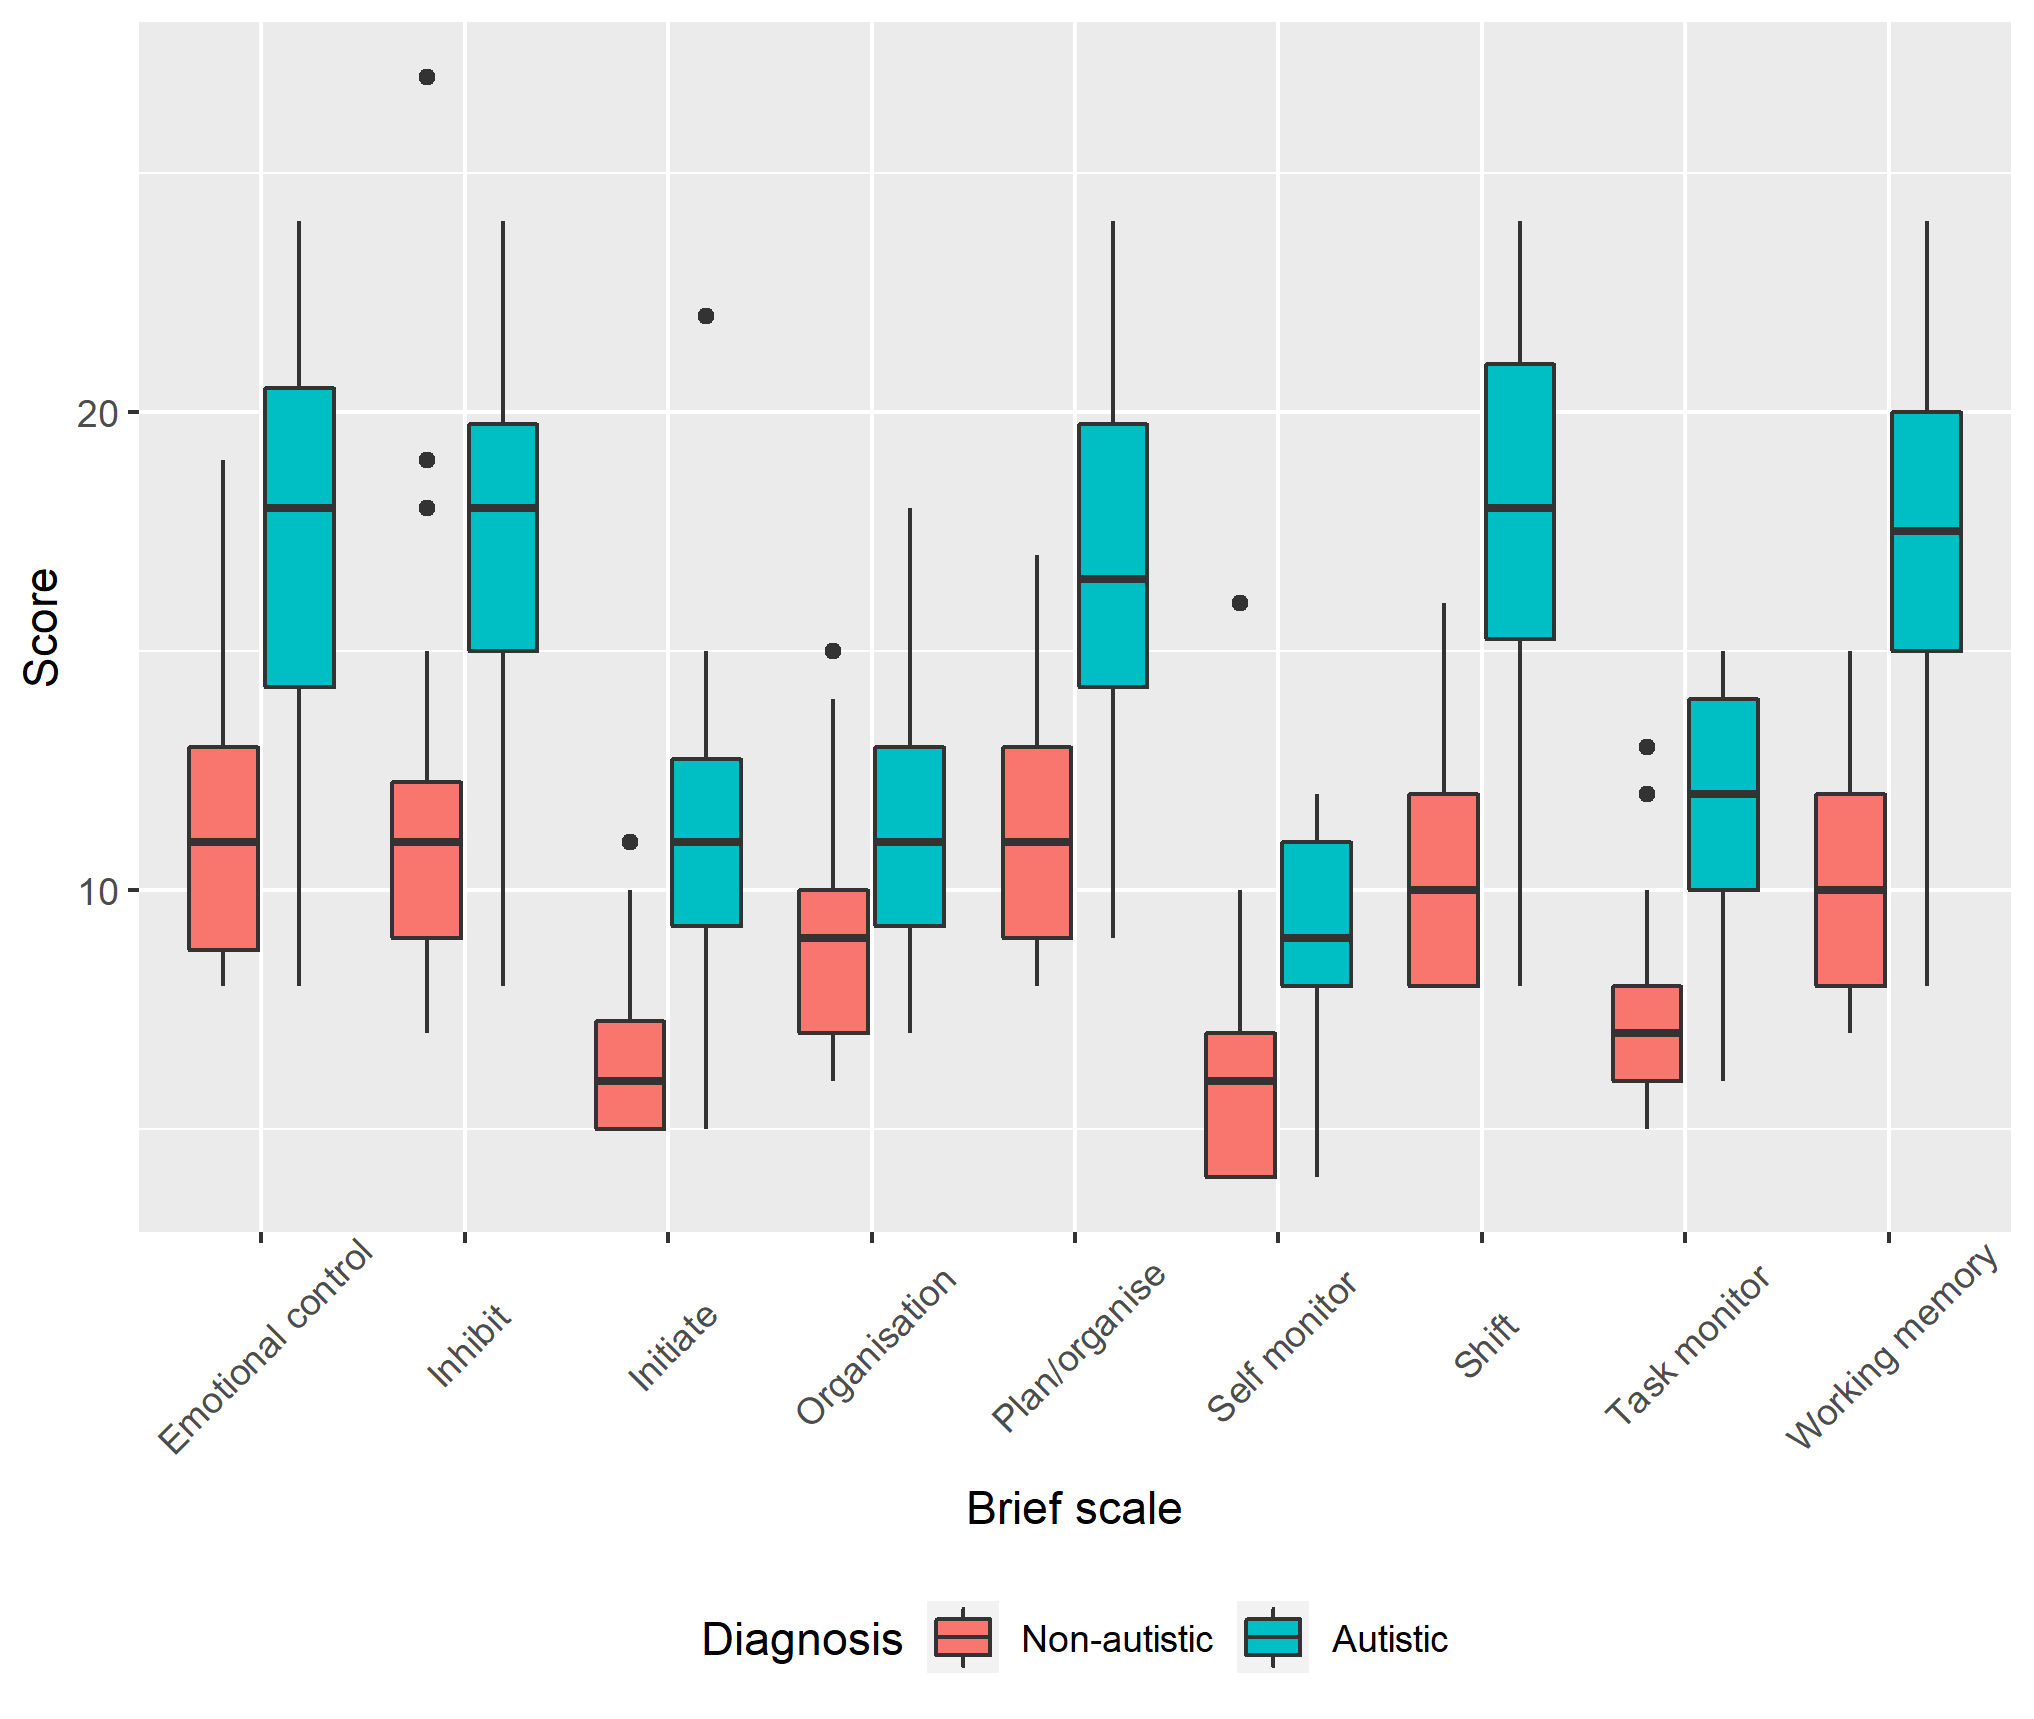 Score
20
10
Emotional control
Inhibit
Initiate
Organisation
Plan/organise
Self monitor
Shift
Task monitor
Working memory
Brief scale
Diagnosis Non-autistic Autistic